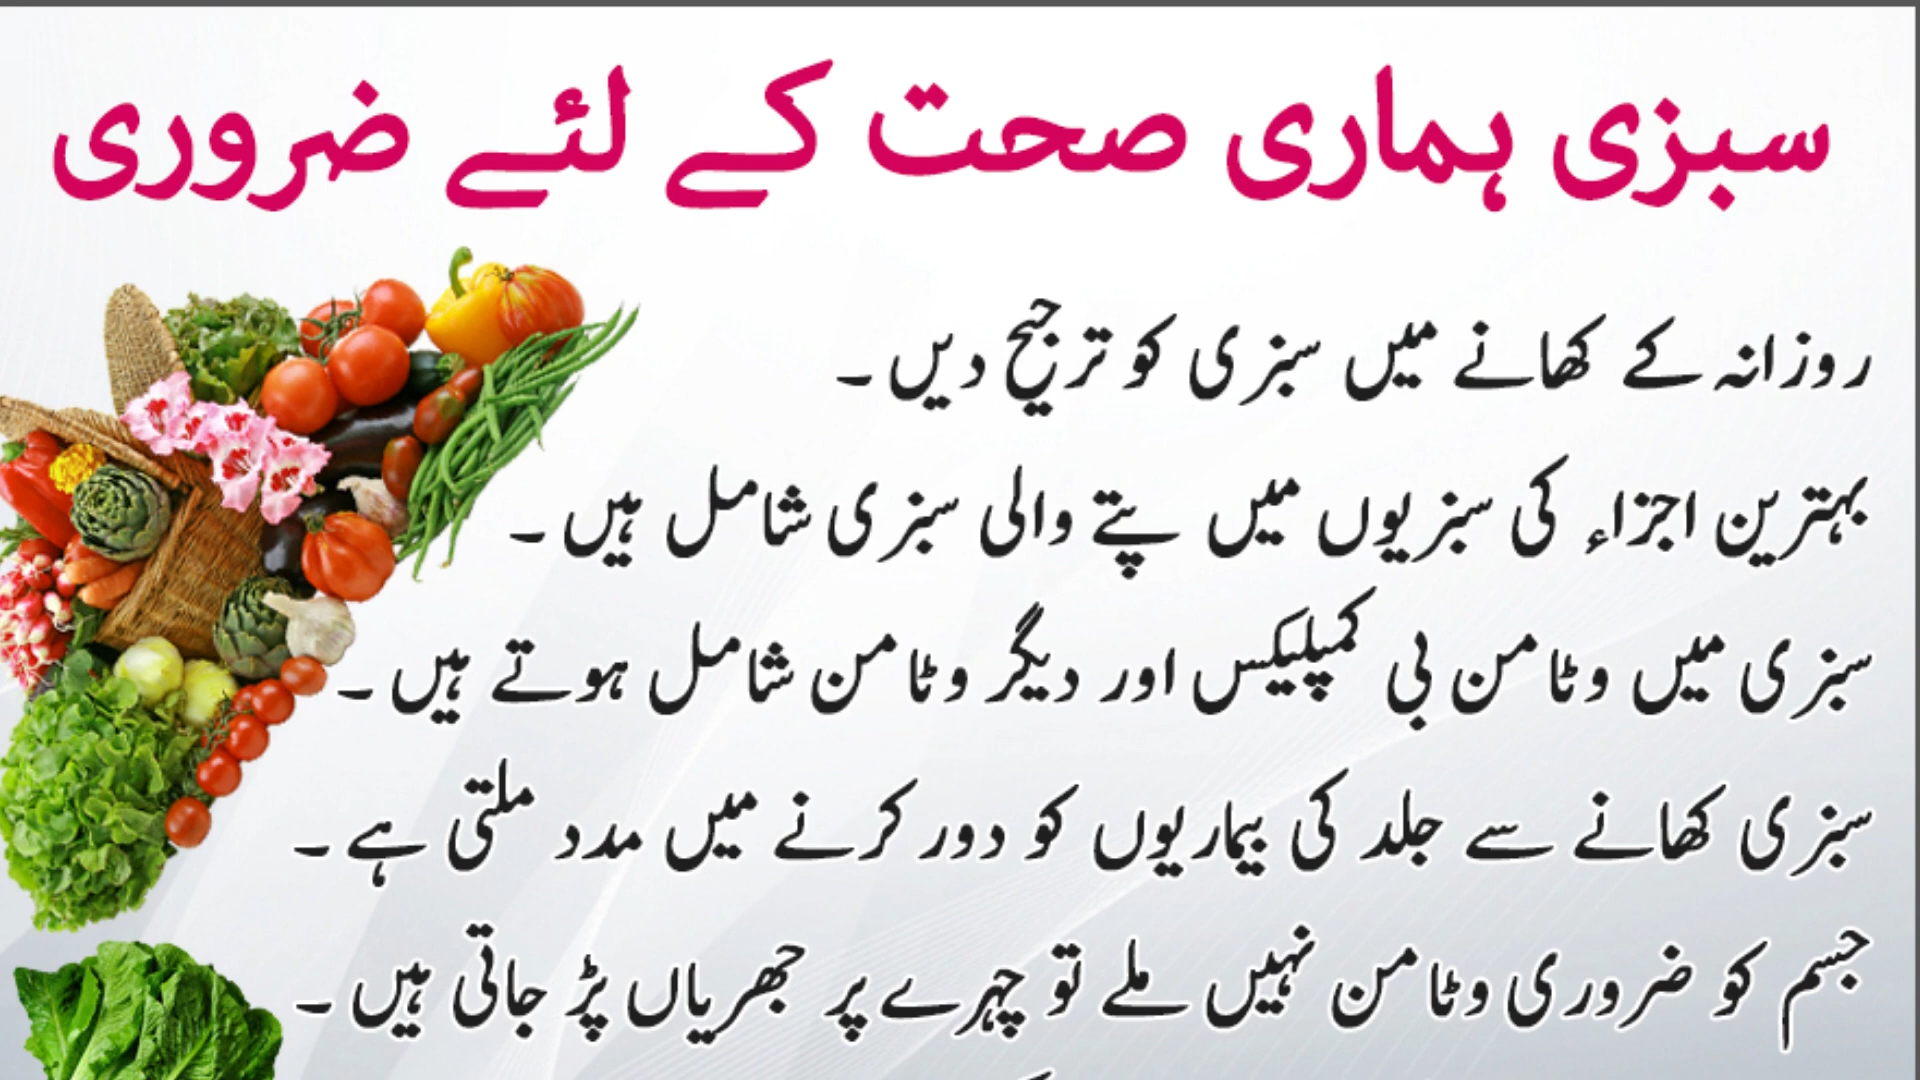 سبزی ہماری صحت کے لئے ضروری
روزانہ کے کھانے میں سبزی کو ترجیح دیں ۔
بہترین اجزاء کی سبزیوں میں پتے والی سبزی شامل ہیں ۔
سبزی میں وٹامن بی کمپلیکس اور دیگر وٹامن شامل ہوتے ہیں ۔
سبزی کھانے سے جلد کی بیماریوں کو دور کرنے میں مدد ملتی ہے ۔
جسم کو ضروری وٹامن نہیں ملے تو چہرے پر جھریاں پڑ جاتی ہیں ۔